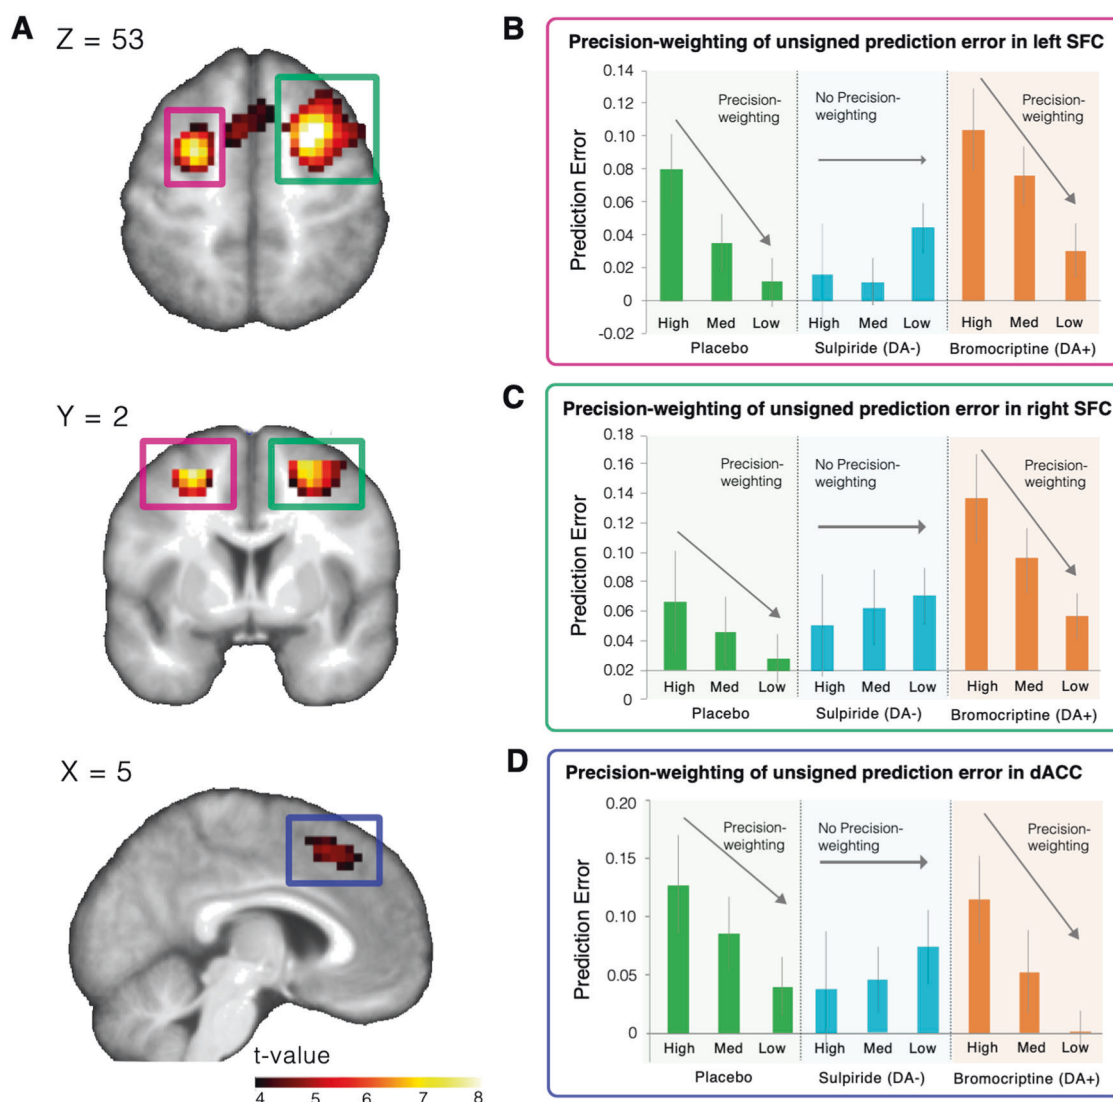 A
Z = 53
Y = 2
X = 5
t-value
4 5 6 7 8
B
Precision-weighting of unsigned prediction error in left SFC
Prediction Error
0.14
0.12
0.10
0.08
0.06
0.04
0.02
0
-0.02
Precision-
weighting
No Precision-
weighting
Precision-
weighting
High Med Low High Med Low High Med Low
Placebo Sulpiride (DA-) Bromocriptine (DA+)
C
Precision-weighting of unsigned prediction error in right SFC
Prediction Error
0.18
0.16
0.14
0.12
0.10
0.08
0.06
0.04
0.02
0
Precision-
weighting
No Precision-
weighting
Precision-
weighting
High Med Low High Med Low High Med Low
Placebo Sulpiride (DA-) Bromocriptine (DA+)
D
Precision-weighting of unsigned prediction error in dACC
Prediction Error
0.20
0.15
0.10
0.05
0
Precision-
weighting
No Precision-
weighting
Precision-
weighting
High Med Low High Med Low High Med Low
Placebo Sulpiride (DA-) Bromocriptine (DA+)